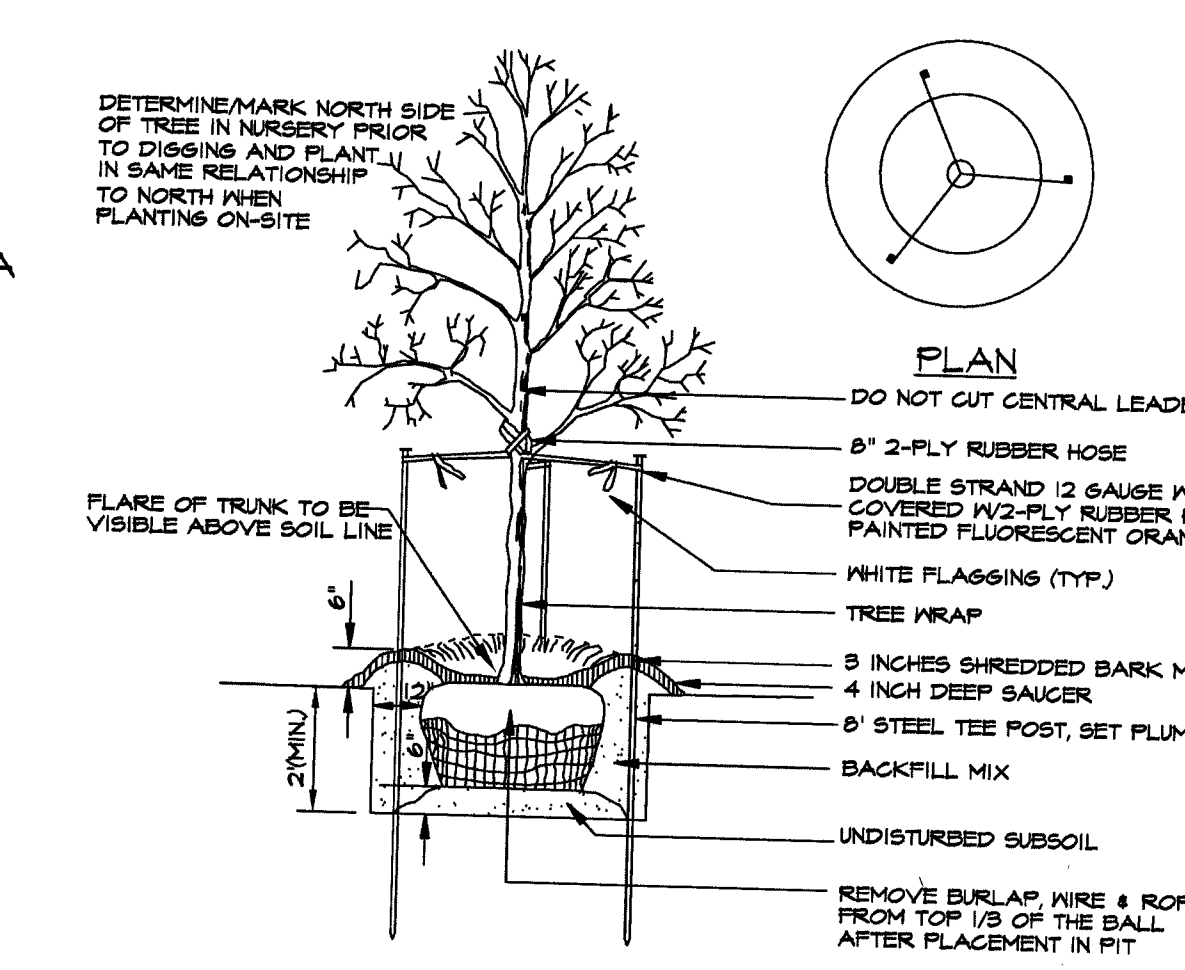 DETERMINE/MARK NORTH SIDE
OF TREE IN NURSERY PRIOR
TO DIGGING AND PLANT
IN SAME RELATIONSHIP
TO NORTH WHEN
PLANTING ON-SITE
A
PLAN
DO NOT CUT CENTRAL LEADE
8" 2-PLY RUBBER HOSE
DOUBLE STRAND 12 GAUGE W
COVERED W/2-PLY RUBBER
PAINTED FLUORESCENT ORAN
FLARE OF TRUNK TO BE
VISIBLE ABOVE SOIL LINE
WHITE FLAGGING (TYP.)
6"
TREE WRAP
3 INCHES SHREDDED BARK M
4 INCH DEEP SAUCER
12"
8' STEEL TEE POST, SET PLUM
2'(MIN.)
6"
BACKFILL MIX
UNDISTURBED SUBSOIL
REMOVE BURLAP, WIRE & ROP
FROM TOP 1/3 OF THE BALL
AFTER PLACEMENT IN PIT